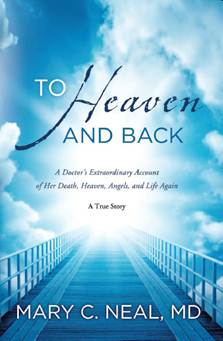 TO
Heaven
AND BACK
A Doctor's Extraordinary Account
of Her Death, Heaven, Angels, and Life Again
A True Story
MARY C. NEAL, MD